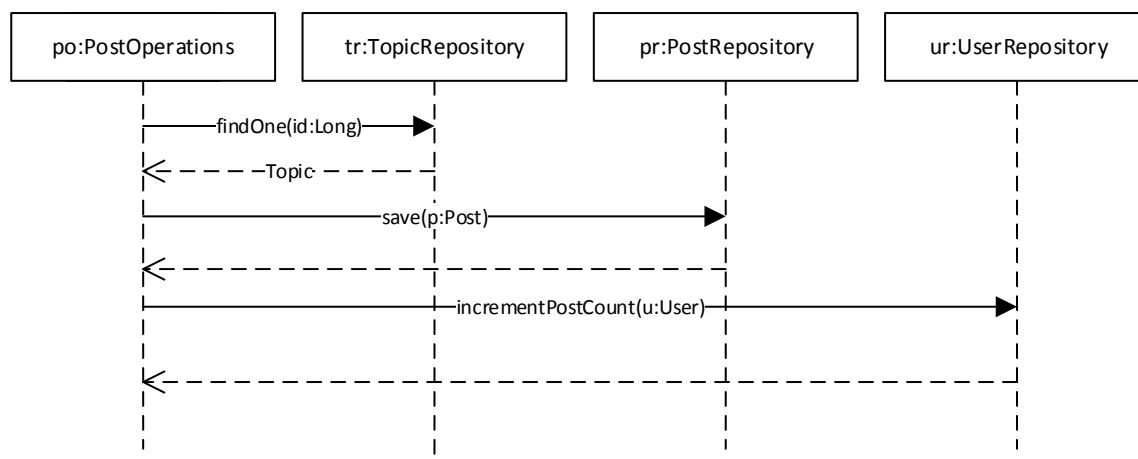 po:PostOperations
tr:TopicRepository
pr:PostRepository
ur:UserRepository
findOne(id:Long)
Topic
save(p:Post)
incrementPostCount(u:User)